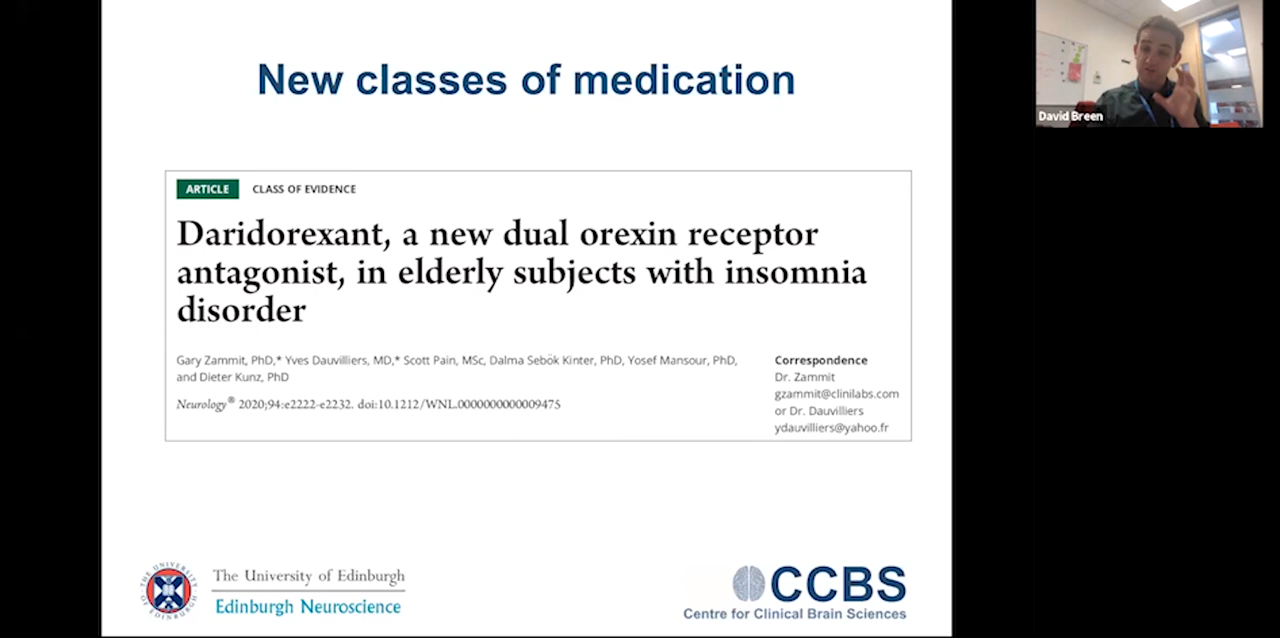 New classes of medication
ARTICLE CLASS OF EVIDENCE
Daridorexant, a new dual orexin receptor
antagonist, in elderly subjects with insomnia
disorder
Gary Zammit, PhD,* Yves Dauvilliers, MD,* Scott Pain, MSc, Dalma Sebök Kinter, PhD, Yosef Mansour, PhD,
and Dieter Kunz, PhD
Neurology® 2020;94:e2222-e2232. doi:10.1212/WNL.0000000000009475
Correspondence
Dr. Zammit
gzammit@clinilabs.com
or Dr. Dauvilliers
ydauvilliers@yahoo.fr
The University of Edinburgh
Edinburgh Neuroscience
CCBS
Centre for Clinical Brain Sciences
David Breen